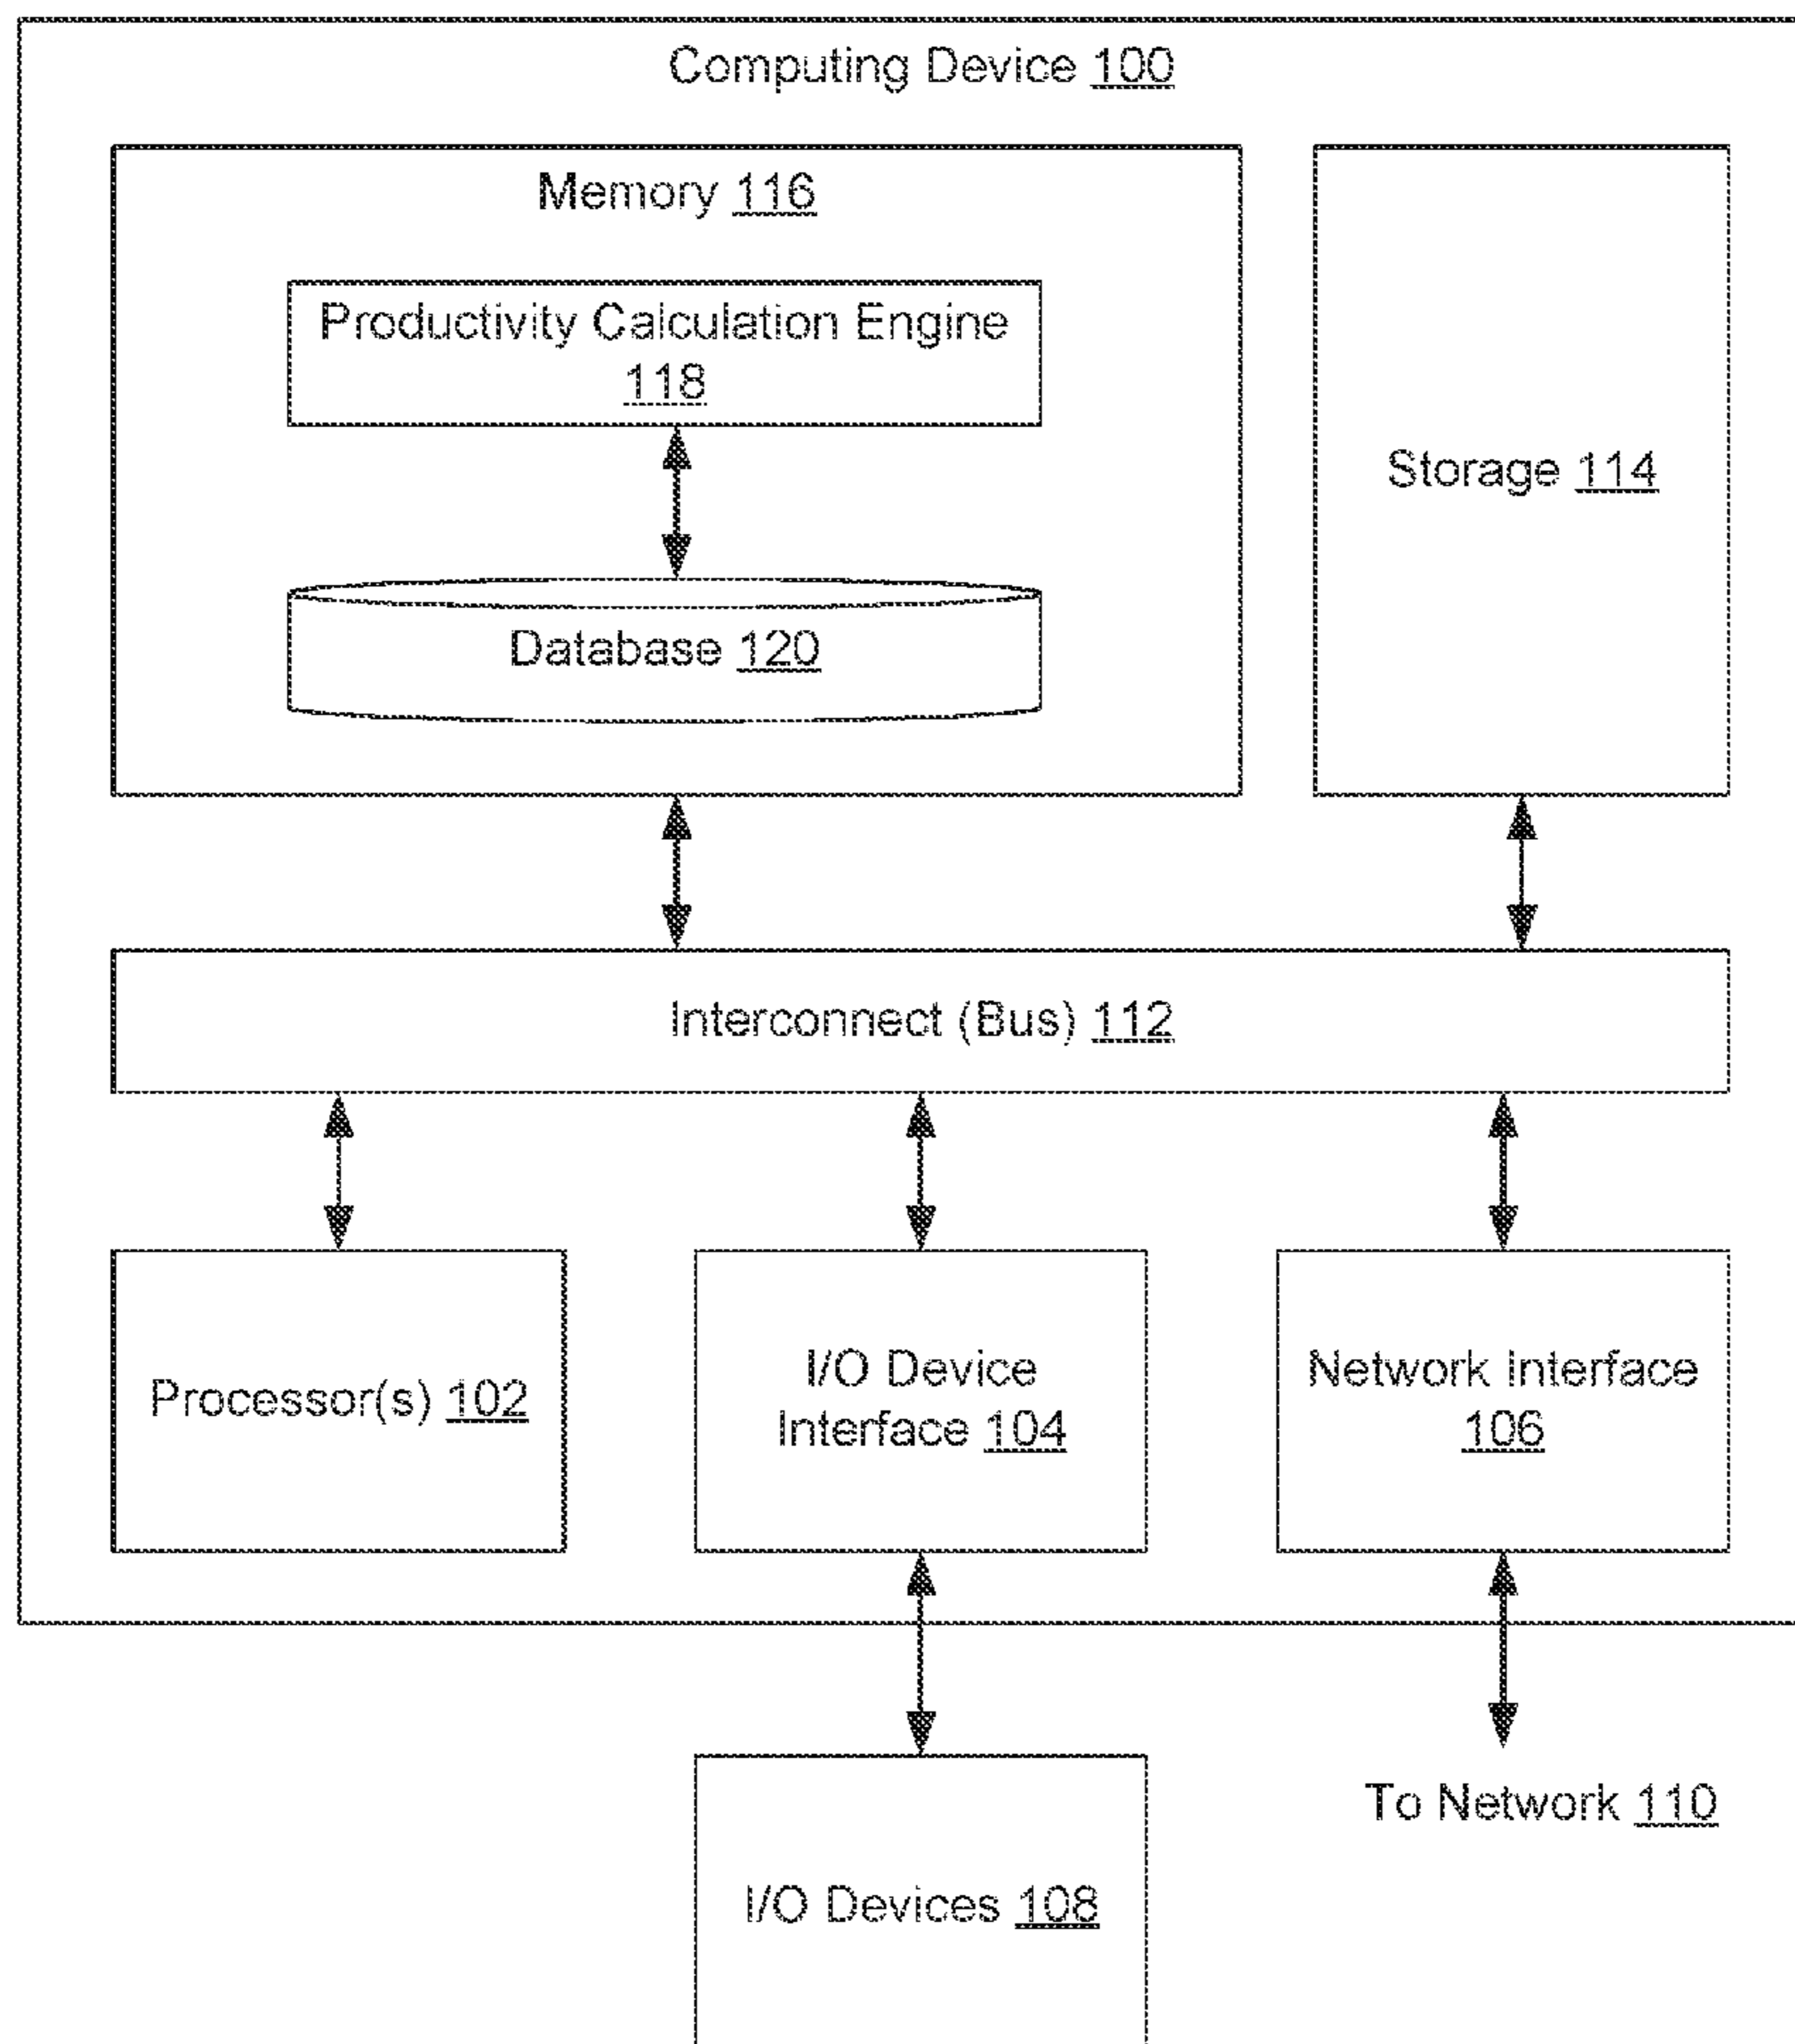 Computing Device 100
Memory 116
Productivity Calculation Engine
118
Database 120
Storage 114
Interconnect (Bus) 112
Processor(s) 102
I/O Device
Interface 104
Network Interface
106
To Network 110
I/O Devices 108